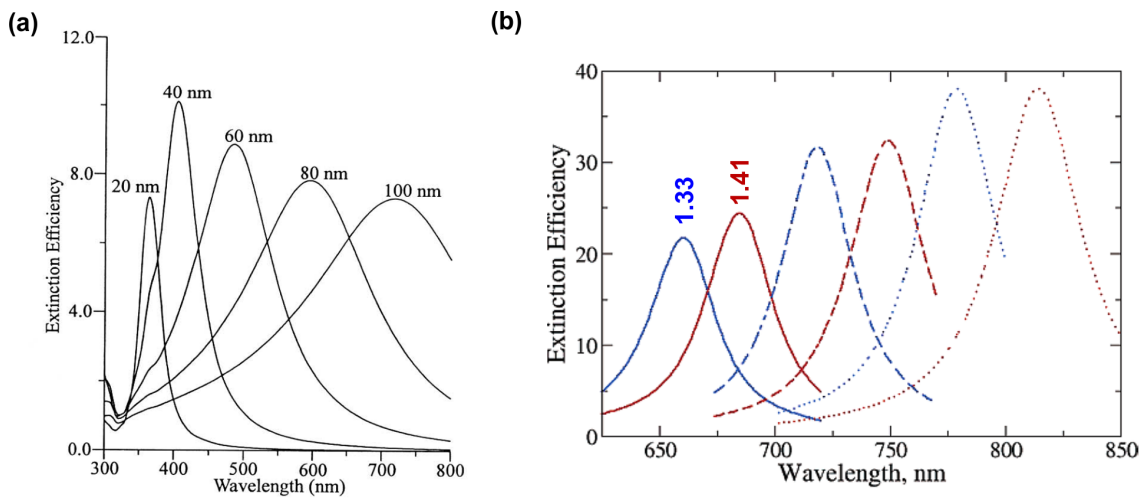 (a)
12.0
8.0
4.0
0.0
Extinction Efficiency
20 nm
40 nm
60 nm
80 nm
100 nm
300
400
500
600
700
800
Wavelength (nm)
(b)
40
30
20
10
0
Extinction Efficiency
1.33
1.41
650
700
750
800
850
Wavelength, nm